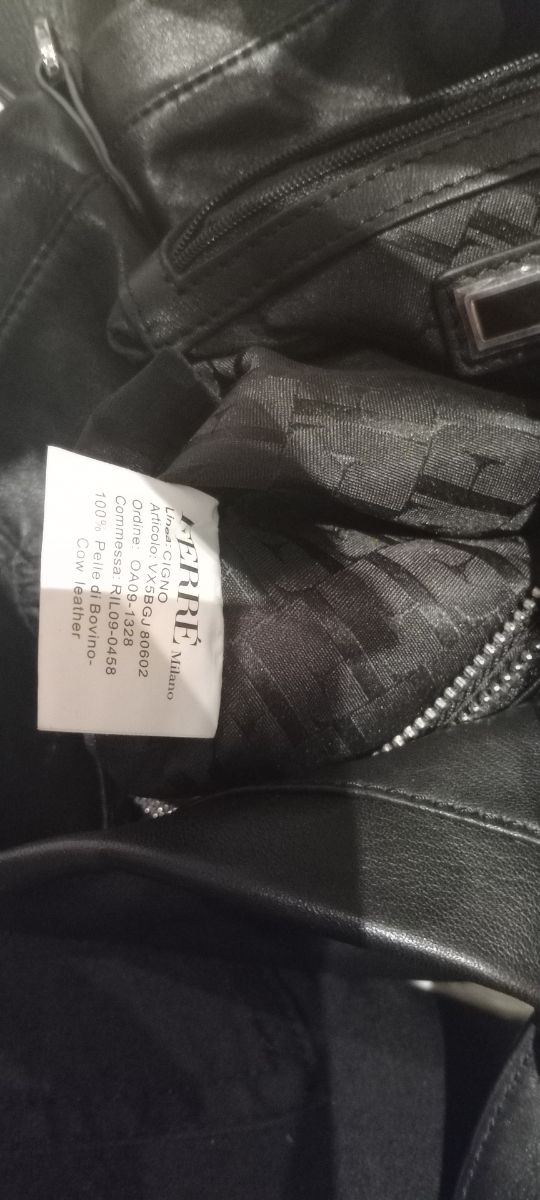 FERRÉ Milano
Linea: CIGNO
Articolo: VX5BGJ 80602
Ordine: OA09-1328
Commessa: RIL09-0458
100% Pelle di Bovino-
Cow leather